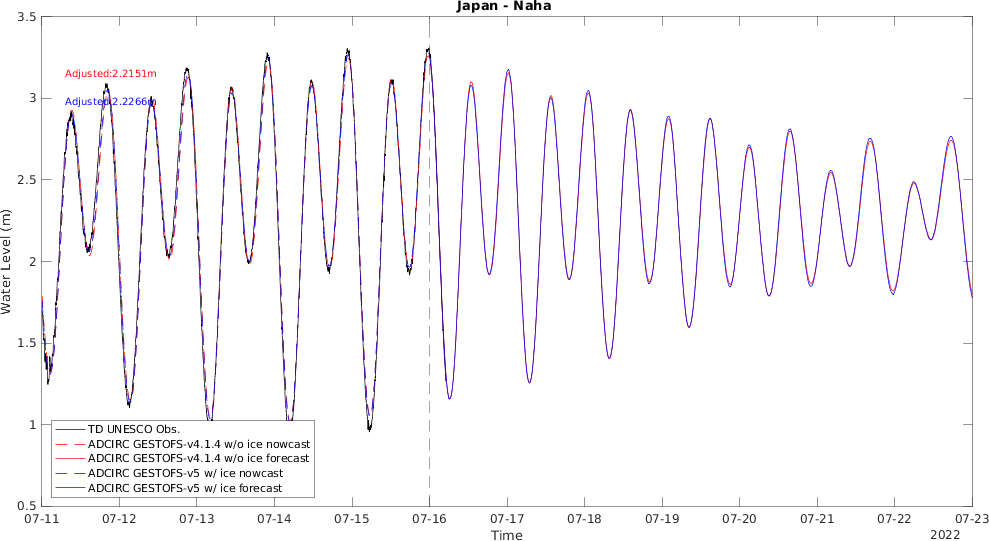 Japan - Naha
3.5
3
2.5
2
1.5
1
0.5
Water Level (m)
Adjusted:2.2151m
Adjusted:2.2266m
TD UNESCO Obs.
ADCIRC GESTOFS-v4.1.4 w/o ice nowcast
ADCIRC GESTOFS-v4.1.4 w/o ice forecast
ADCIRC GESTOFS-v5 w/ ice nowcast
ADCIRC GESTOFS-v5 w/ ice forecast
07-11 07-12 07-13 07-14 07-15 07-16 07-17 07-18 07-19 07-20 07-21 07-22 07-23
Time
2022